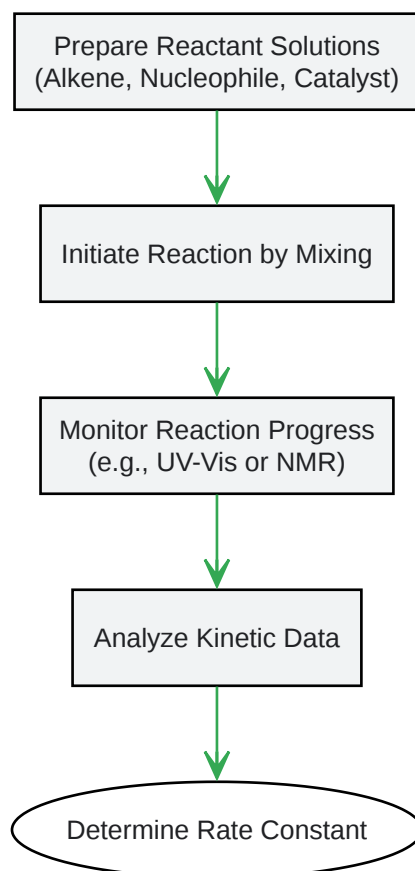 Prepare Reactant Solutions
(Alkene, Nucleophile, Catalyst)
Initiate Reaction by Mixing
Monitor Reaction Progress
(e.g., UV-Vis or NMR)
Analyze Kinetic Data
Determine Rate Constant